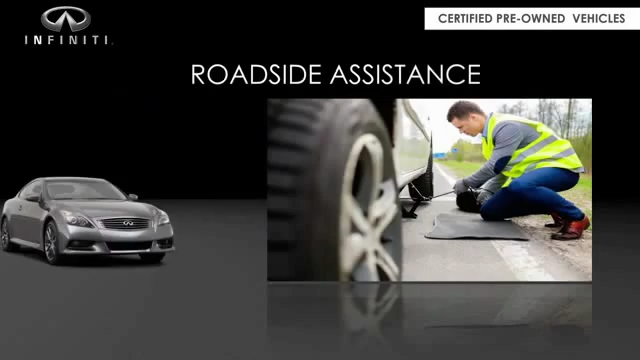 INFINITI.
CERTIFIED PRE-OWNED VEHICLES
ROADSIDE ASSISTANCE